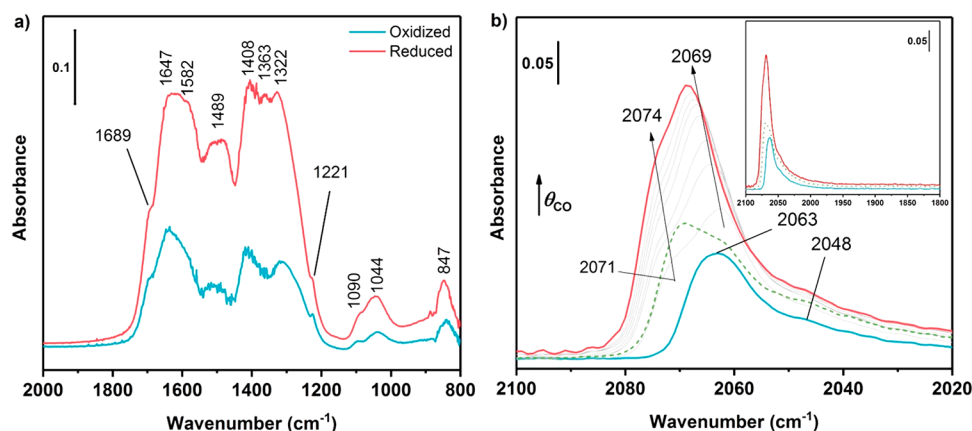 a)
0.1
Oxidized
Reduced
1689
1647
1582
1489
1408
1363
1322
1221
1090
1044
847
Absorbance
2000 1800 1600 1400 1200 1000 800
Wavenumber (cm-1)
b)
0.05
θCO
2069
2074
2071
2063
2048
Absorbance
2100 2080 2060 2040 2020
Wavenumber (cm-1)
0.05
2100 2050 2000 1950 1900 1850 1800